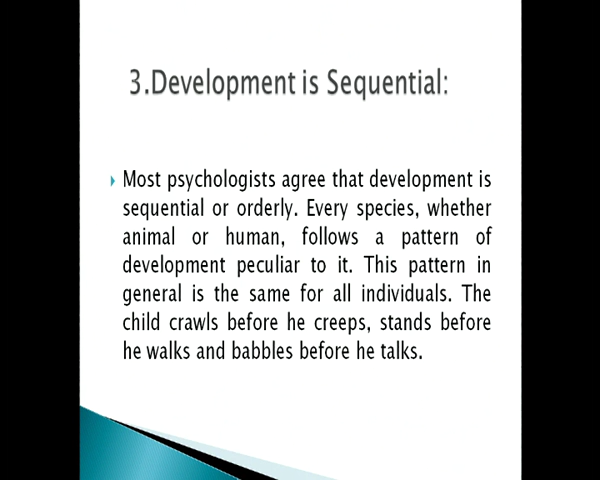 3.Development is Sequential:
Most psychologists agree that development is
sequential or orderly. Every species, whether
animal or human, follows a pattern of
development peculiar to it. This pattern in
general is the same for all individuals. The
child crawls before he creeps, stands before
he walks and babbles before he talks.